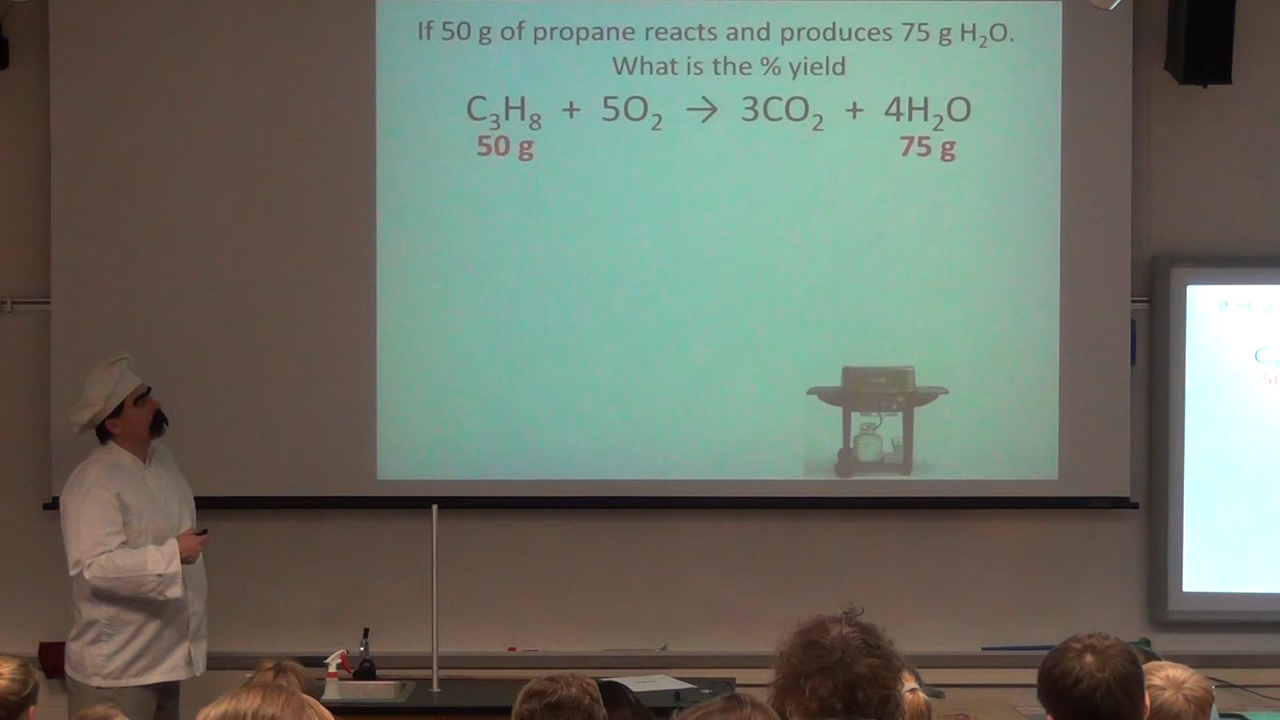 If 50 g of propane reacts and produces 75 g H₂O.
What is the % yield
C₃H₈ + 5O₂ → 3CO₂ + 4H₂O
50 g 75 g